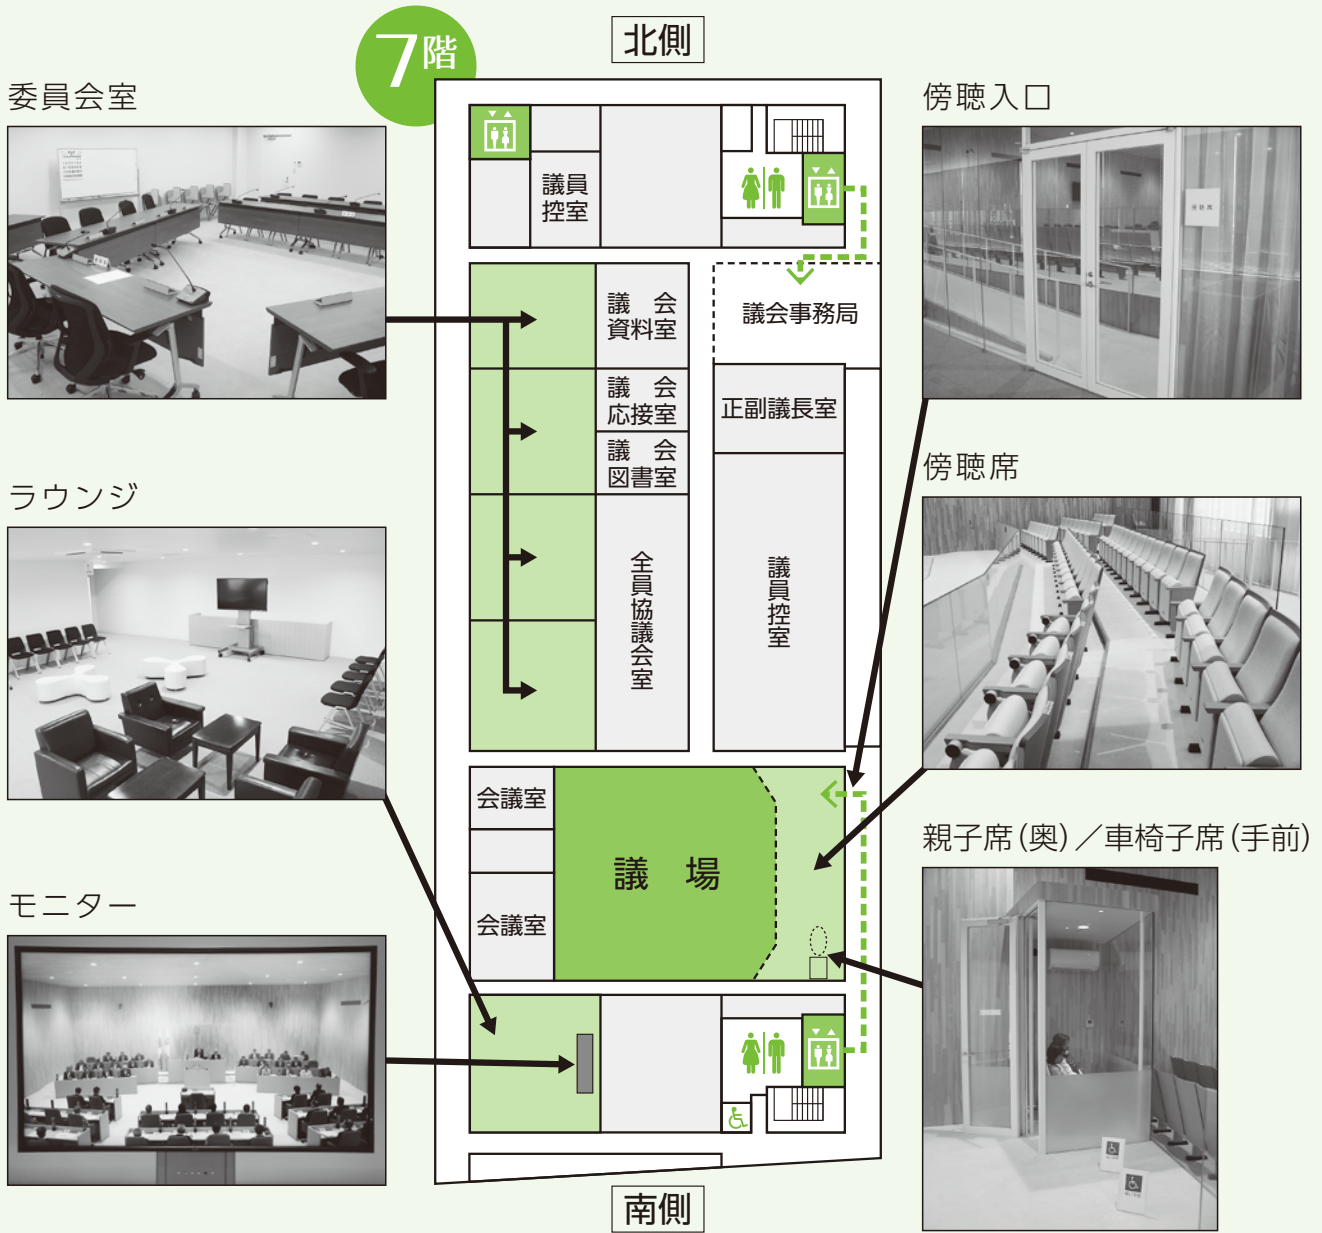 7階
北側
委員会室
傍聴入口
議員
控室
議 会
資料室
議会事務局
議 会
応接室
正副議長室
議 会
図書室
ラウンジ
傍聴席
全員協議会室
議員控室
会議室
議 場
親子席(奥)/車椅子席(手前)
会議室
モニター
南側